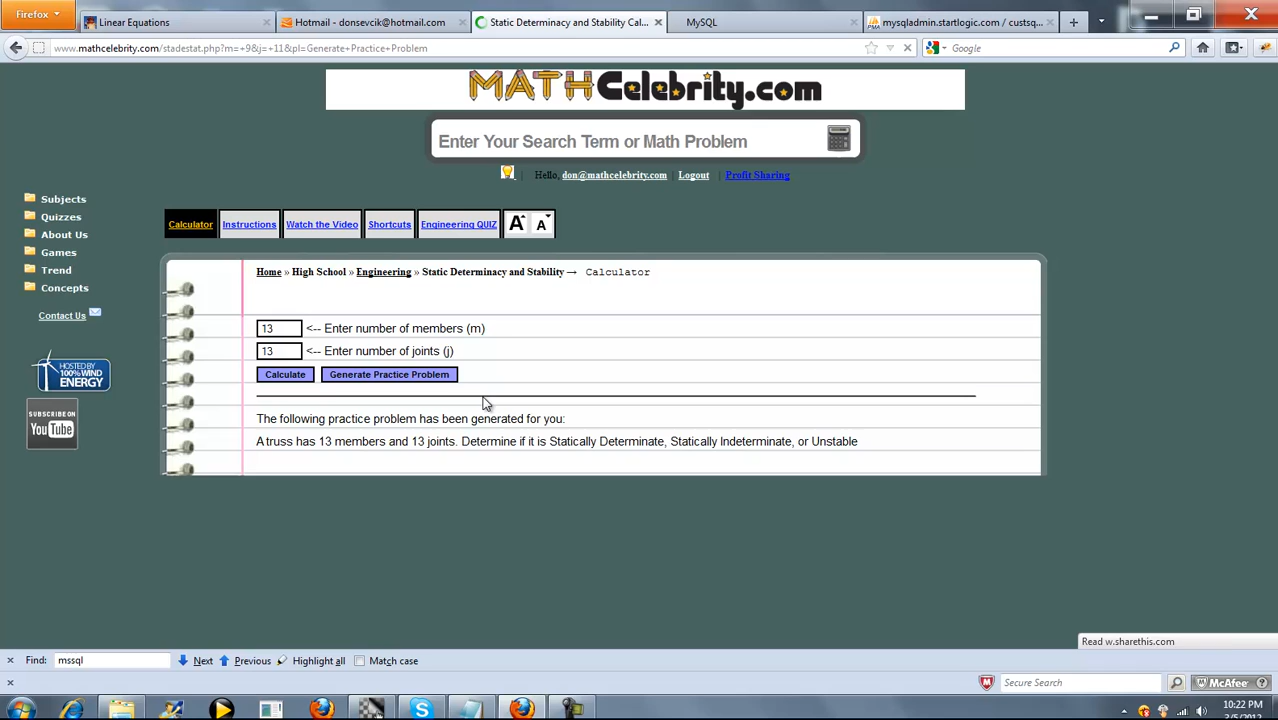 Firefox
Linear Equations
Hotmail - donsevcik@hotmail.com
Static Determinacy and Stability Cal...
MySQL
mysqladmin.startlogic.com / custsq...
www.mathcelebrity.com/stadestat.php?m=+9&j=+11&pl=Generate+Practice+Problem
Google
MATHCelebrity.com
Enter Your Search Term or Math Problem
Hello, don@mathcelebrity.com | Logout | Profit Sharing
Subjects
Quizzes
About Us
Games
Trend
Concepts
Contact Us
HOSTED BY
100% WIND
ENERGY
SUBSCRIBE ON
YouTube
Calculator
Instructions
Watch the Video
Shortcuts
Engineering QUIZ
A A
Home » High School » Engineering » Static Determinacy and Stability → Calculator
13 <-- Enter number of members (m)
13 <-- Enter number of joints (j)
Calculate
Generate Practice Problem
The following practice problem has been generated for you:
A truss has 13 members and 13 joints. Determine if it is Statically Determinate, Statically Indeterminate, or Unstable
Read w.sharethis.com
Find: mssql
Next
Previous
Highlight all
Match case
Secure Search
McAfee
10:22 PM